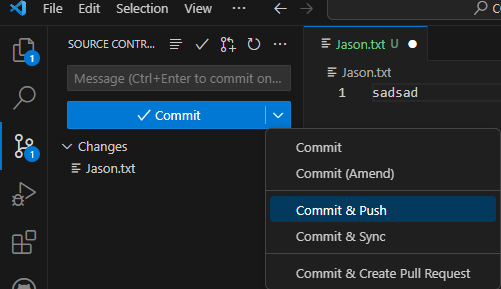 File Edit Selection View ···
SOURCE CONTR... ···
Jason.txt U
Message (Ctrl+Enter to commit on...
Jason.txt
1 sadsad
Commit
Changes
Jason.txt
Commit
Commit (Amend)
Commit & Push
Commit & Sync
Commit & Create Pull Request
1
1